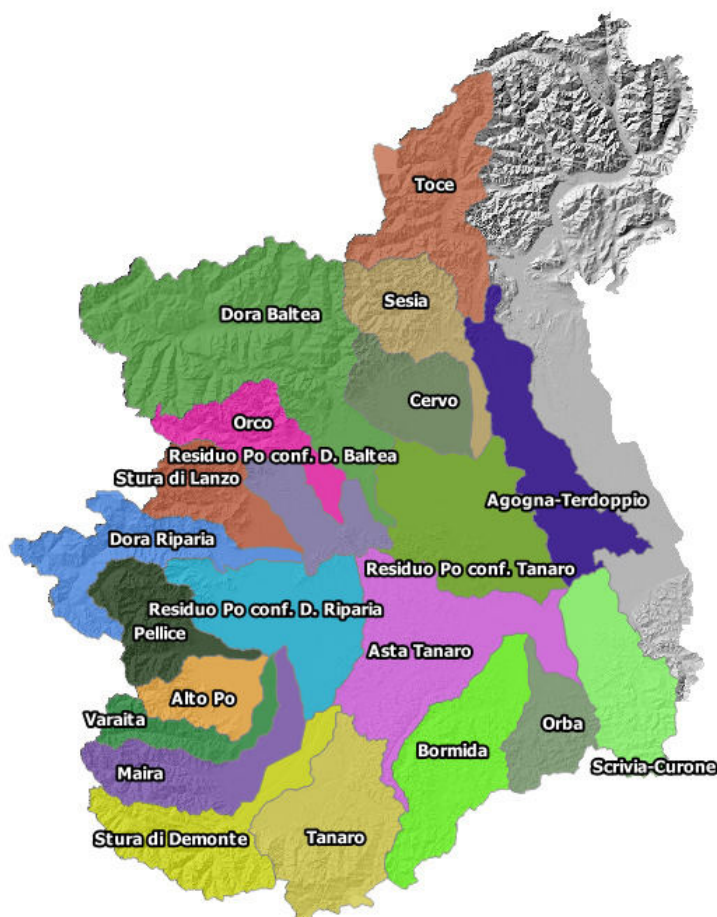 Toce
Sesia
Dora Baltea
Cervo
Orco
Residuo Po conf. D. Baltea
Stura di Lanzo
Agogna-Terdoppio
Dora Riparia
Residuo Po conf. Tanaro
Residuo Po conf. D. Riparia
Pellice
Asta Tanaro
Alto Po
Varaita
Orba
Bormida
Scrivia-Curone
Maira
Stura di Demonte
Tanaro